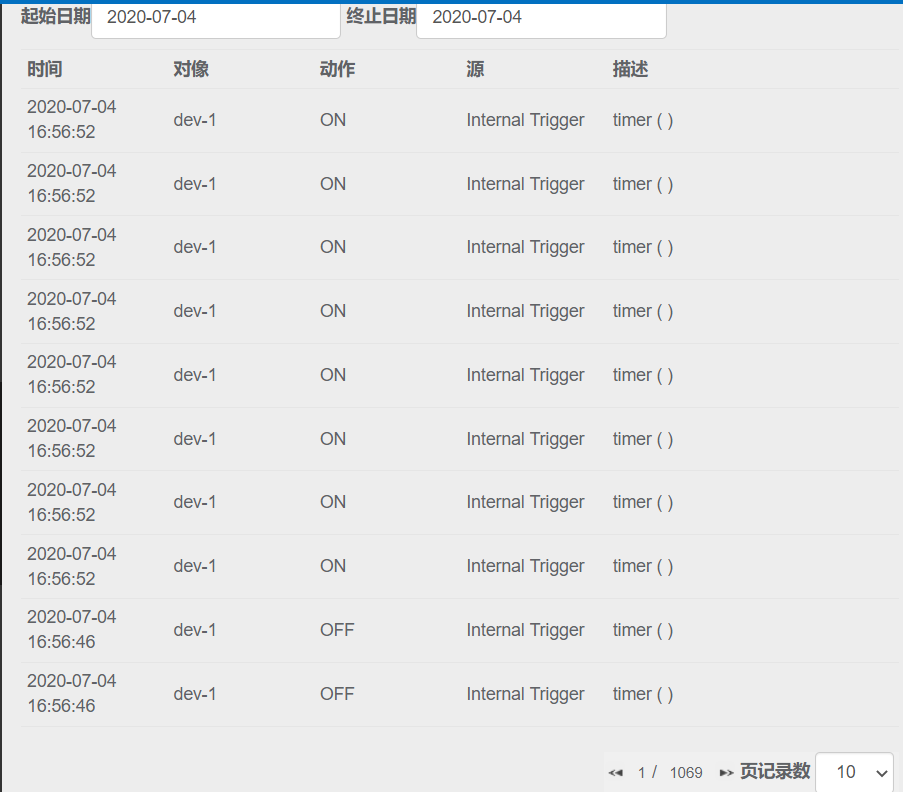 起始日期 2020-07-04 终止日期 2020-07-04
时间 对像 动作 源 描述
2020-07-04
16:56:52 dev-1 ON Internal Trigger timer ( )
2020-07-04
16:56:52 dev-1 ON Internal Trigger timer ( )
2020-07-04
16:56:52 dev-1 ON Internal Trigger timer ( )
2020-07-04
16:56:52 dev-1 ON Internal Trigger timer ( )
2020-07-04
16:56:52 dev-1 ON Internal Trigger timer ( )
2020-07-04
16:56:52 dev-1 ON Internal Trigger timer ( )
2020-07-04
16:56:52 dev-1 ON Internal Trigger timer ( )
2020-07-04
16:56:52 dev-1 ON Internal Trigger timer ( )
2020-07-04
16:56:46 dev-1 OFF Internal Trigger timer ( )
2020-07-04
16:56:46 dev-1 OFF Internal Trigger timer ( )
1 / 1069 页记录数 10